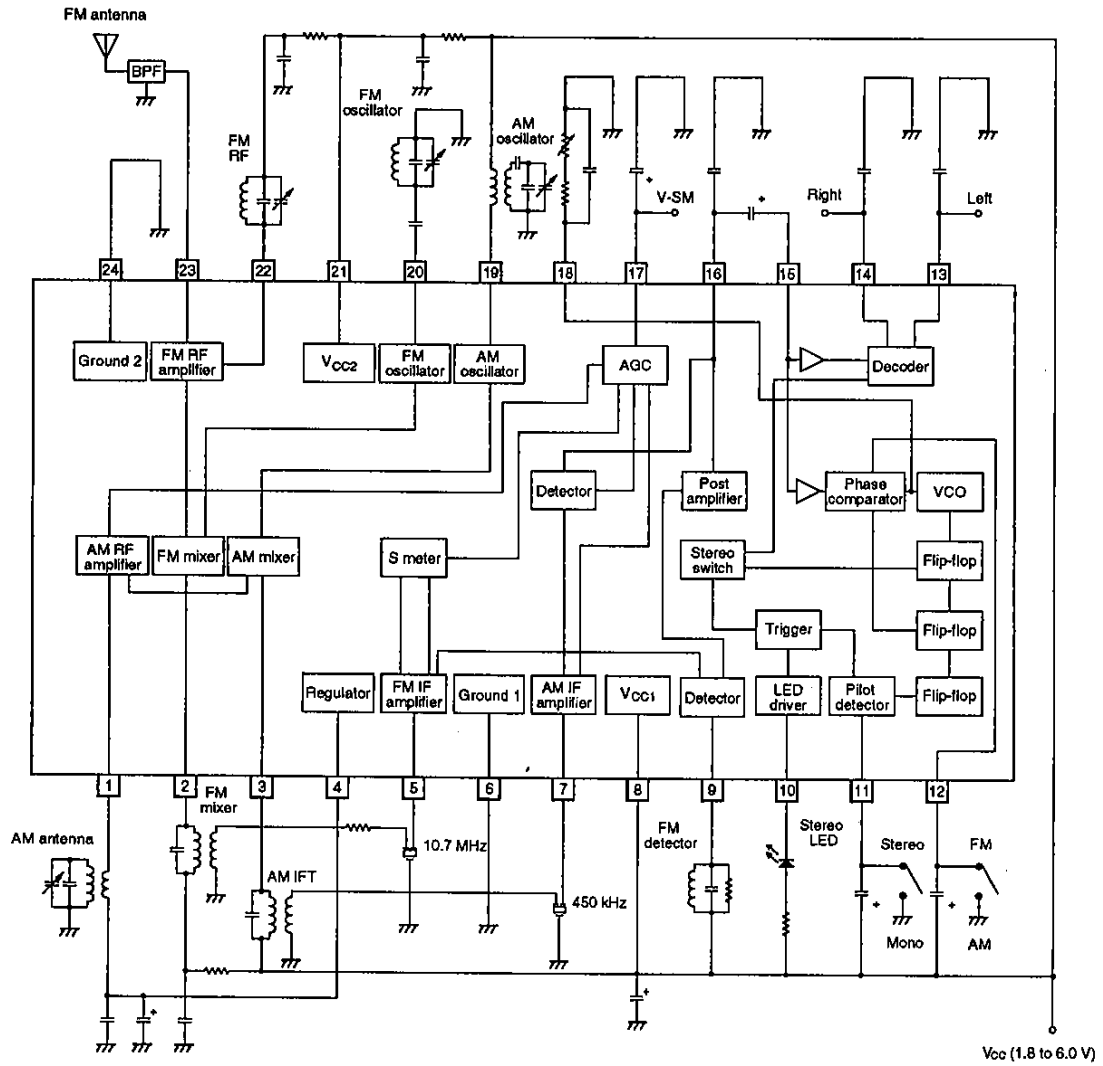 FM antenna
BPF
FM
oscillator
AM
oscillator
FM
RF
V-SM
Right
Left
24
23
22
21
20
19
18
17
16
15
14
13
Ground 2
FM RF
amplifier
VCC2
FM
oscillator
AM
oscillator
AGC
Decoder
Detector
Post
amplifier
Phase
comparator
VCO
AM RF
amplifier
FM mixer
AM mixer
S meter
Stereo
switch
Flip-flop
Trigger
Flip-flop
Regulator
FM IF
amplifier
Ground 1
AM IF
amplifier
VCC1
Detector
LED
driver
Pilot
detector
Flip-flop
1
2
3
4
5
6
7
8
9
10
11
12
FM
mixer
AM antenna
10.7 MHz
AM IFT
450 kHz
FM
detector
Stereo
LED
Stereo
Mono
FM
AM
Vcc (1.8 to 6.0 V)